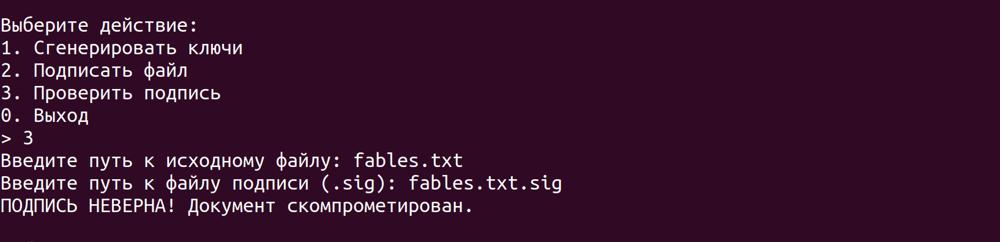 Выберите действие:
1. Сгенерировать ключи
2. Подписать файл
3. Проверить подпись
0. Выход
> 3
Введите путь к исходному файлу: fables.txt
Введите путь к файлу подписи (.sig): fables.txt.sig
ПОДПИСЬ НЕВЕРНА! Документ скомпрометирован.